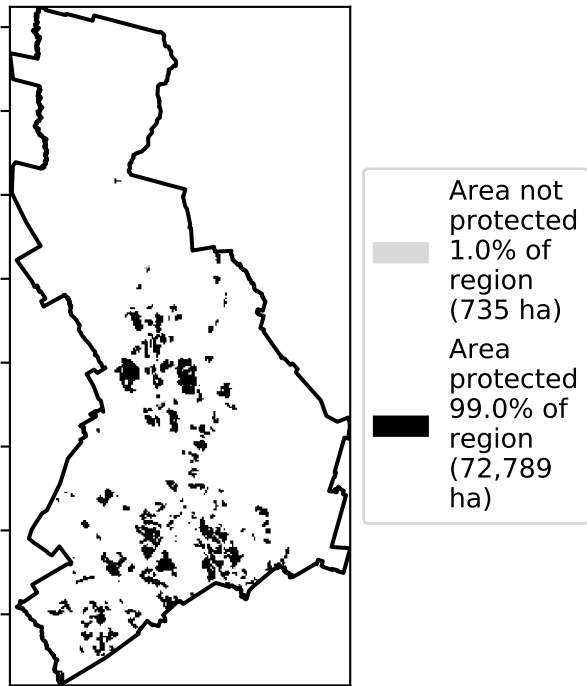 Area not
protected
1.0% of
region
(735 ha)
Area
protected
99.0% of
region
(72,789
ha)